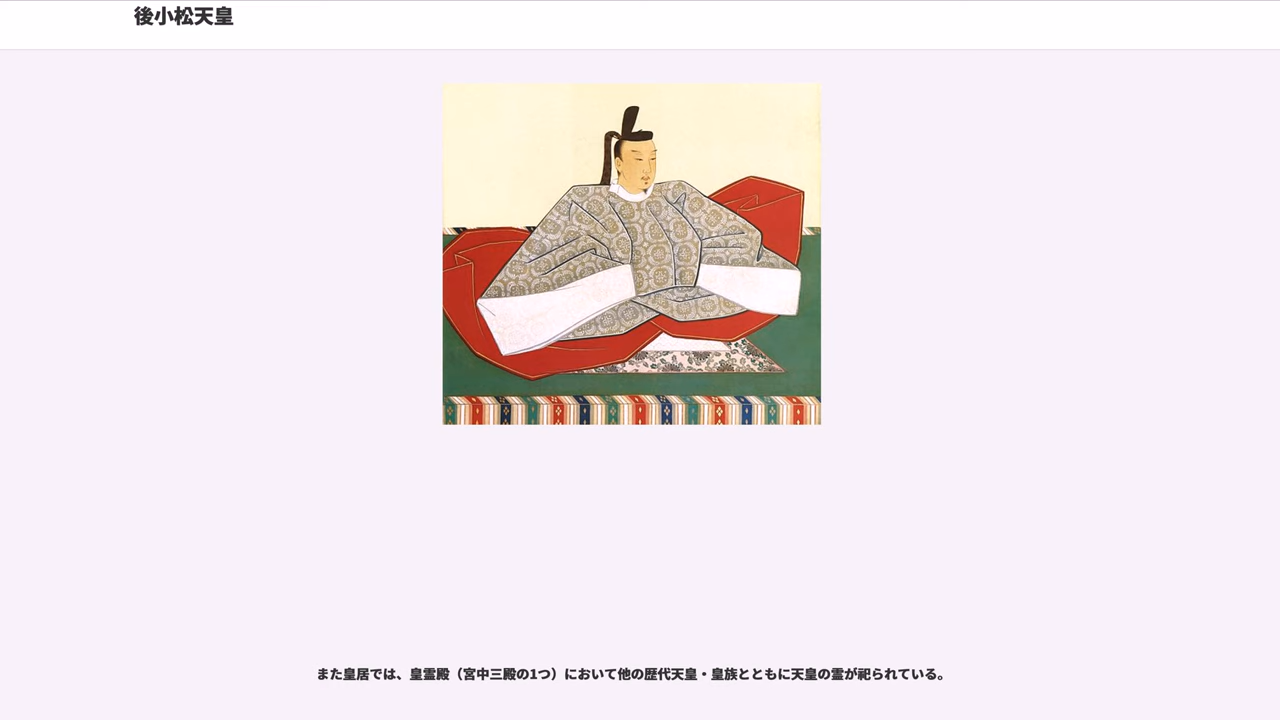 後小松天皇
また皇居では、皇霊殿（宮中三殿の1つ）において他の歴代天皇・皇族とともに天皇の霊が祀られている。